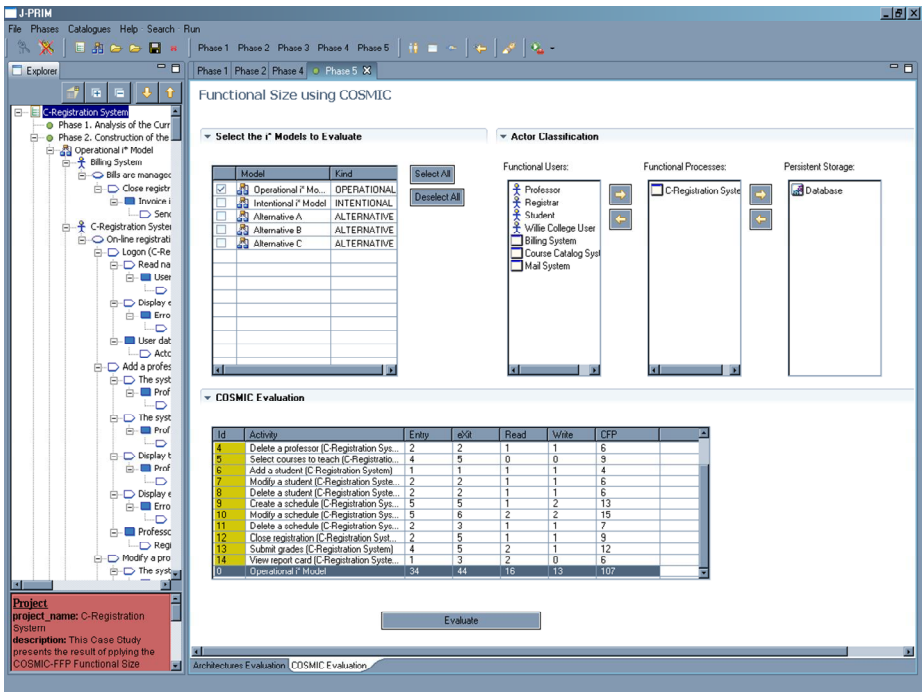 J-PRIM
File Phases Catalogues Help Search Run
Phase 1 Phase 2 Phase 3 Phase 4 Phase 5
Explorer
C-Registration System
Phase 1. Analysis of the Curr
Phase 2. Construction of the
Operational i* Model
Billing System
Bills are managed
Close registr
Invoice i
Send
C-Registration System
On-line registrati
Logon (C-Re
Read na
User
Display e
Erro
User dat
Acto
Add a profes
The syst
Prof
The syst
Prof
Display t
Prof
Display e
Erro
Professo
Regi
Modify a pro
The syst
Project
project_name: C-Registration
System
description: This Case Study
presents the result of pplying the
COSMIC-FFP Functional Size
Phase 1 Phase 2 Phase 4 Phase 5
Functional Size using COSMIC
Select the i* Models to Evaluate
Model Kind
Operational i* Mo... OPERATIONAL
Intentional i* Model INTENTIONAL
Alternative A ALTERNATIVE
Alternative B ALTERNATIVE
Alternative C ALTERNATIVE
Select All
Deselect All
Actor Classification
Functional Users:
Professor
Registrar
Student
Willie College User
Billing System
Course Catalog Syst
Mail System
Functional Processes:
C-Registration Syste
Persistent Storage:
Database
COSMIC Evaluation
Id Activity Entry eXit Read Write CFP
4 Delete a professor (C-Registration Sys... 2 2 1 1 6
5 Select courses to teach (C-Registratio... 4 5 0 0 9
6 Add a student (C-Registration System) 1 1 1 1 4
7 Modify a student (C-Registration Syste... 2 2 1 1 6
8 Delete a student (C-Registration Syste... 2 2 1 1 6
9 Create a schedule (C-Registration Sys... 5 5 1 2 13
10 Modify a schedule (C-Registration Sys... 5 6 2 2 15
11 Delete a schedule (C-Registration Sys... 2 3 1 1 7
12 Close registration (C-Registration Syst... 2 5 1 1 9
13 Submit grades (C-Registration System) 4 5 2 1 12
14 View report card (C-Registration Syste... 1 3 2 0 6
0 Operational i* Model 34 44 16 13 107
Evaluate
Architectures Evaluation COSMIC Evaluation